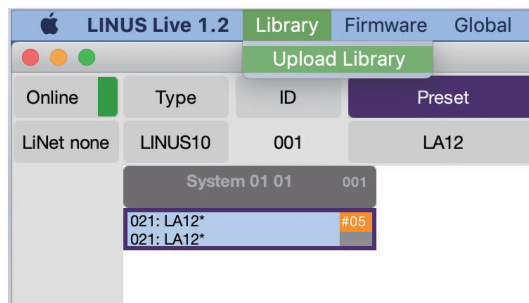 LINUS Live 1.2 Library Firmware Global
Upload Library
Online Type ID Preset
LiNet none LINUS10 001 LA12
System 01 01 001
021: LA12* #05
021: LA12*